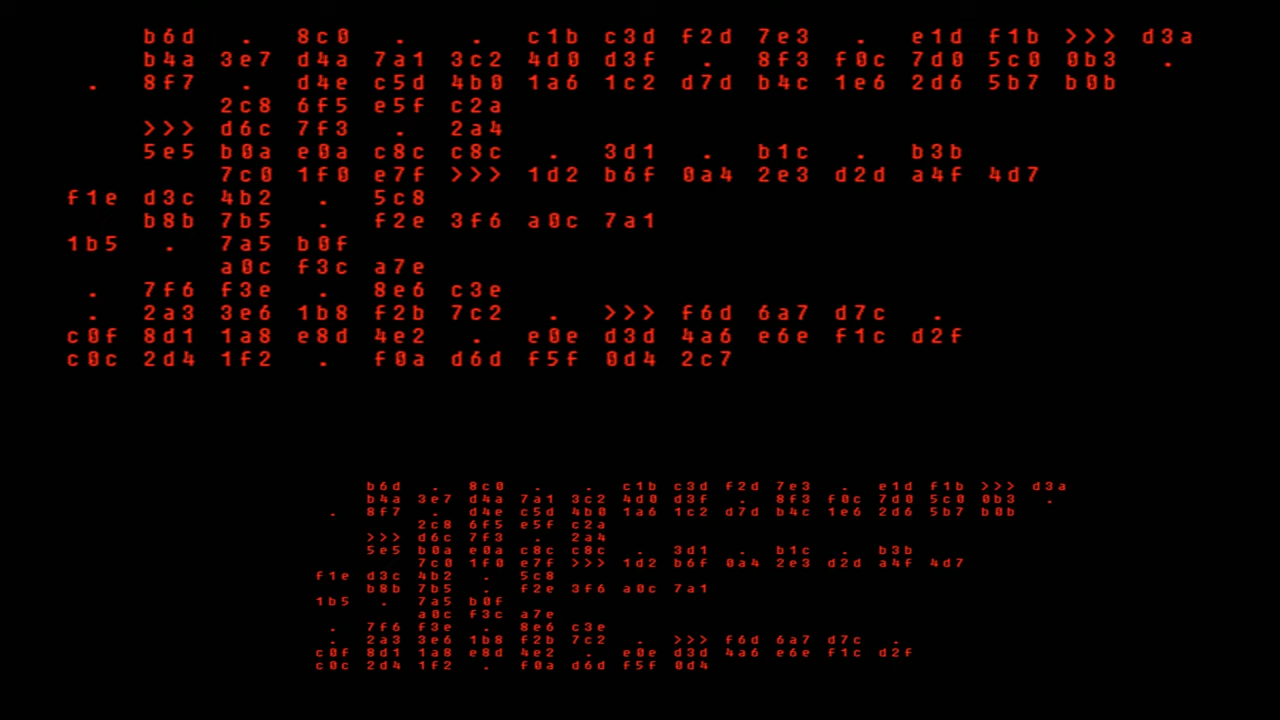 b6d . 8c0 . . c1b c3d f2d 7e3 . e1d f1b >>> d3a
b4a 3e7 d4a 7a1 3c2 4d0 d3f . 8f3 f0c 7d0 5c0 0b3 .
. 8f7 . d4e c5d 4b0 1a6 1c2 d7d b4c 1e6 2d6 5b7 b0b
2c8 6f5 e5f c2a
>>> d6c 7f3 . 2a4
5e5 b0a e0a c8c c8c . 3d1 . b1c . b3b
7c0 1f0 e7f >>> 1d2 b6f 0a4 2e3 d2d a4f 4d7
f1e d3c 4b2 . 5c8
b8b 7b5 . f2e 3f6 a0c 7a1
1b5 . 7a5 b0f
a0c f3c a7e
. 7f6 f3e . 8e6 c3e
. 2a3 3e6 1b8 f2b 7c2 . >>> f6d 6a7 d7c .
c0f 8d1 1a8 e8d 4e2 . e0e d3d 4a6 e6e f1c d2f
c0c 2d4 1f2 . f0a d6d f5f 0d4 2c7
b6d . 8c0 . . c1b c3d f2d 7e3 . e1d f1b >>> d3a
b4a 3e7 d4a 7a1 3c2 4d0 d3f . 8f3 f0c 7d0 5c0 0b3 .
. 8f7 . d4e c5d 4b0 1a6 1c2 d7d b4c 1e6 2d6 5b7 b0b
2c8 6f5 e5f c2a
>>> d6c 7f3 . 2a4
5e5 b0a e0a c8c c8c . 3d1 . b1c . b3b
7c0 1f0 e7f >>> 1d2 b6f 0a4 2e3 d2d a4f 4d7
f1e d3c 4b2 . 5c8
b8b 7b5 . f2e 3f6 a0c 7a1
1b5 . 7a5 b0f
a0c f3c a7e
. 7f6 f3e . 8e6 c3e
. 2a3 3e6 1b8 f2b 7c2 . >>> f6d 6a7 d7c .
c0f 8d1 1a8 e8d 4e2 . e0e d3d 4a6 e6e f1c d2f
c0c 2d4 1f2 . f0a d6d f5f 0d4